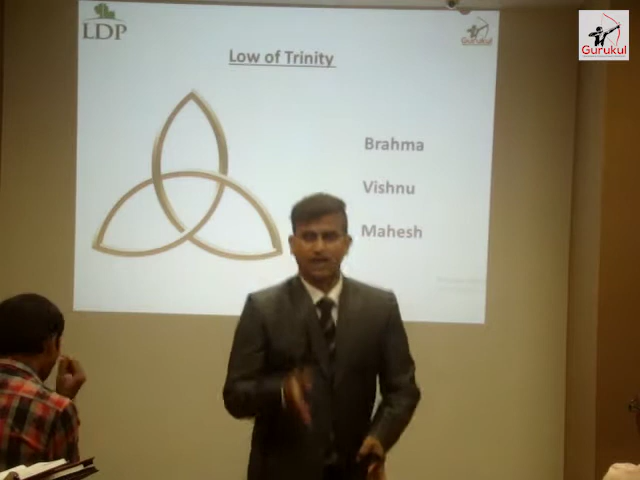 LDP
Gurukul
Gurukul
Low of Trinity
Brahma
Vishnu
Mahesh